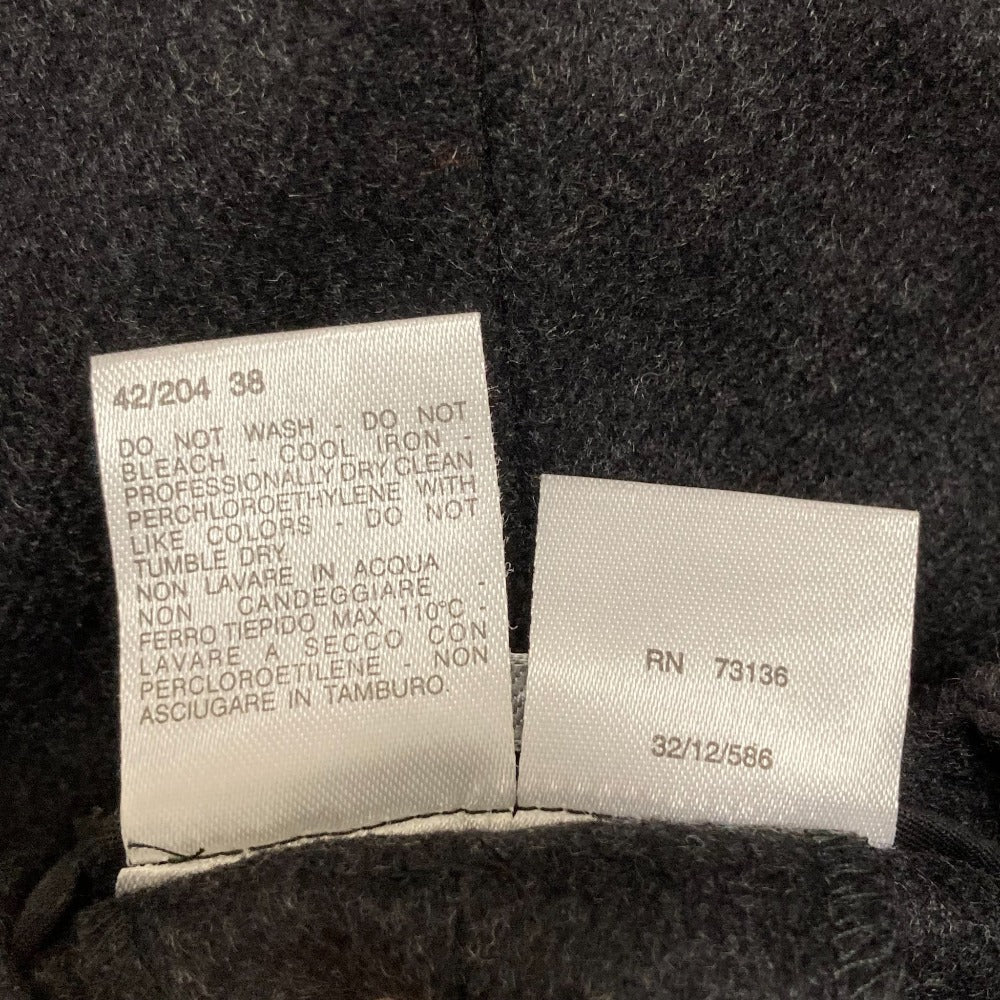 42/204 38
DO NOT WASH - DO NOT
BLEACH - COOL IRON -
PROFESSIONALLY DRY CLEAN
PERCHLOROETHYLENE WITH
LIKE COLORS - DO NOT
TUMBLE DRY.
NON LAVARE IN ACQUA
NON CANDEGGIARE -
FERRO TIEPIDO MAX 110°C -
LAVARE A SECCO CON
PERCLOROETILENE - NON
ASCIUGARE IN TAMBURO.
RN 73136
32/12/586